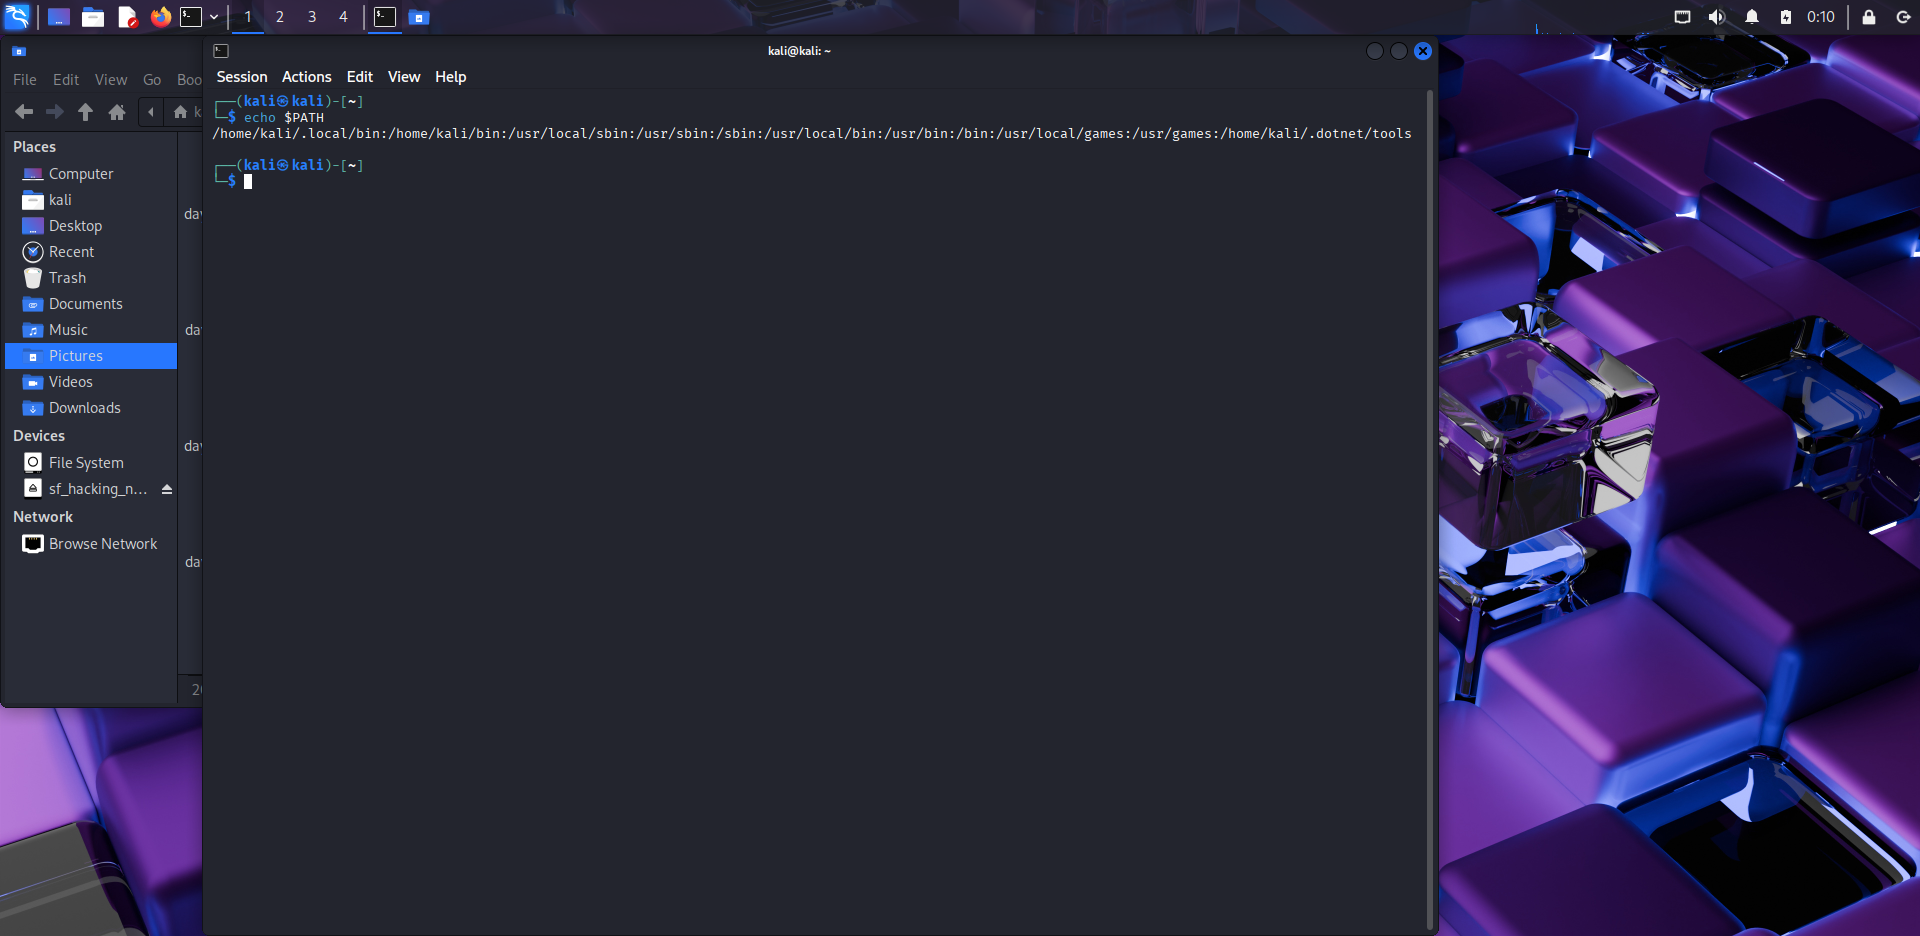 1 2 3 4
0:10
kali@kali: ~
File Edit View Go Boo
Session Actions Edit View Help
k
Places
Computer
kali
Desktop
Recent
Trash
Documents
Music
Pictures
Videos
Downloads
Devices
File System
sf_hacking_n...
Network
Browse Network
dav
da
dav
da
20
(kali㉿kali)-[~]
$ echo $PATH
/home/kali/.local/bin:/home/kali/bin:/usr/local/sbin:/usr/sbin:/sbin:/usr/local/bin:/usr/bin:/bin:/usr/local/games:/usr/games:/home/kali/.dotnet/tools
(kali㉿kali)-[~]
$